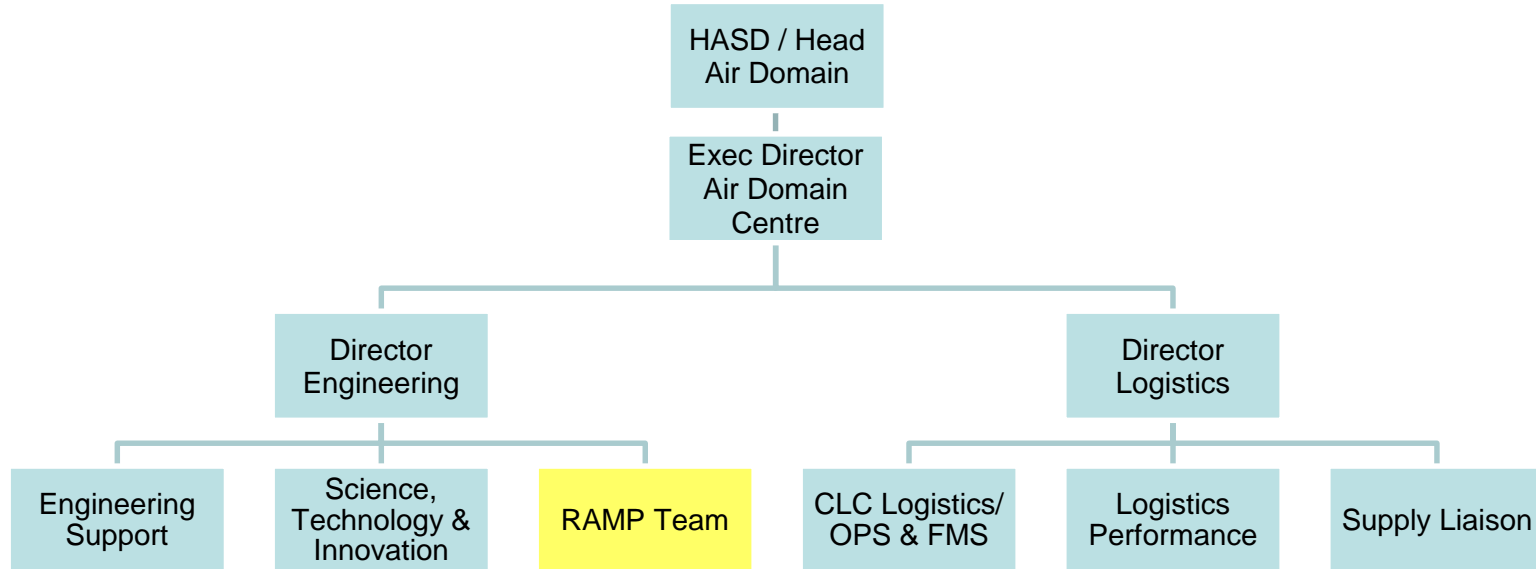 HASD / Head
Air Domain
Exec Director
Air Domain
Centre
Director
Engineering
Director
Logistics
Engineering
Support
Science,
Technology &
Innovation
RAMP Team
CLC Logistics/
OPS & FMS
Logistics
Performance
Supply Liaison